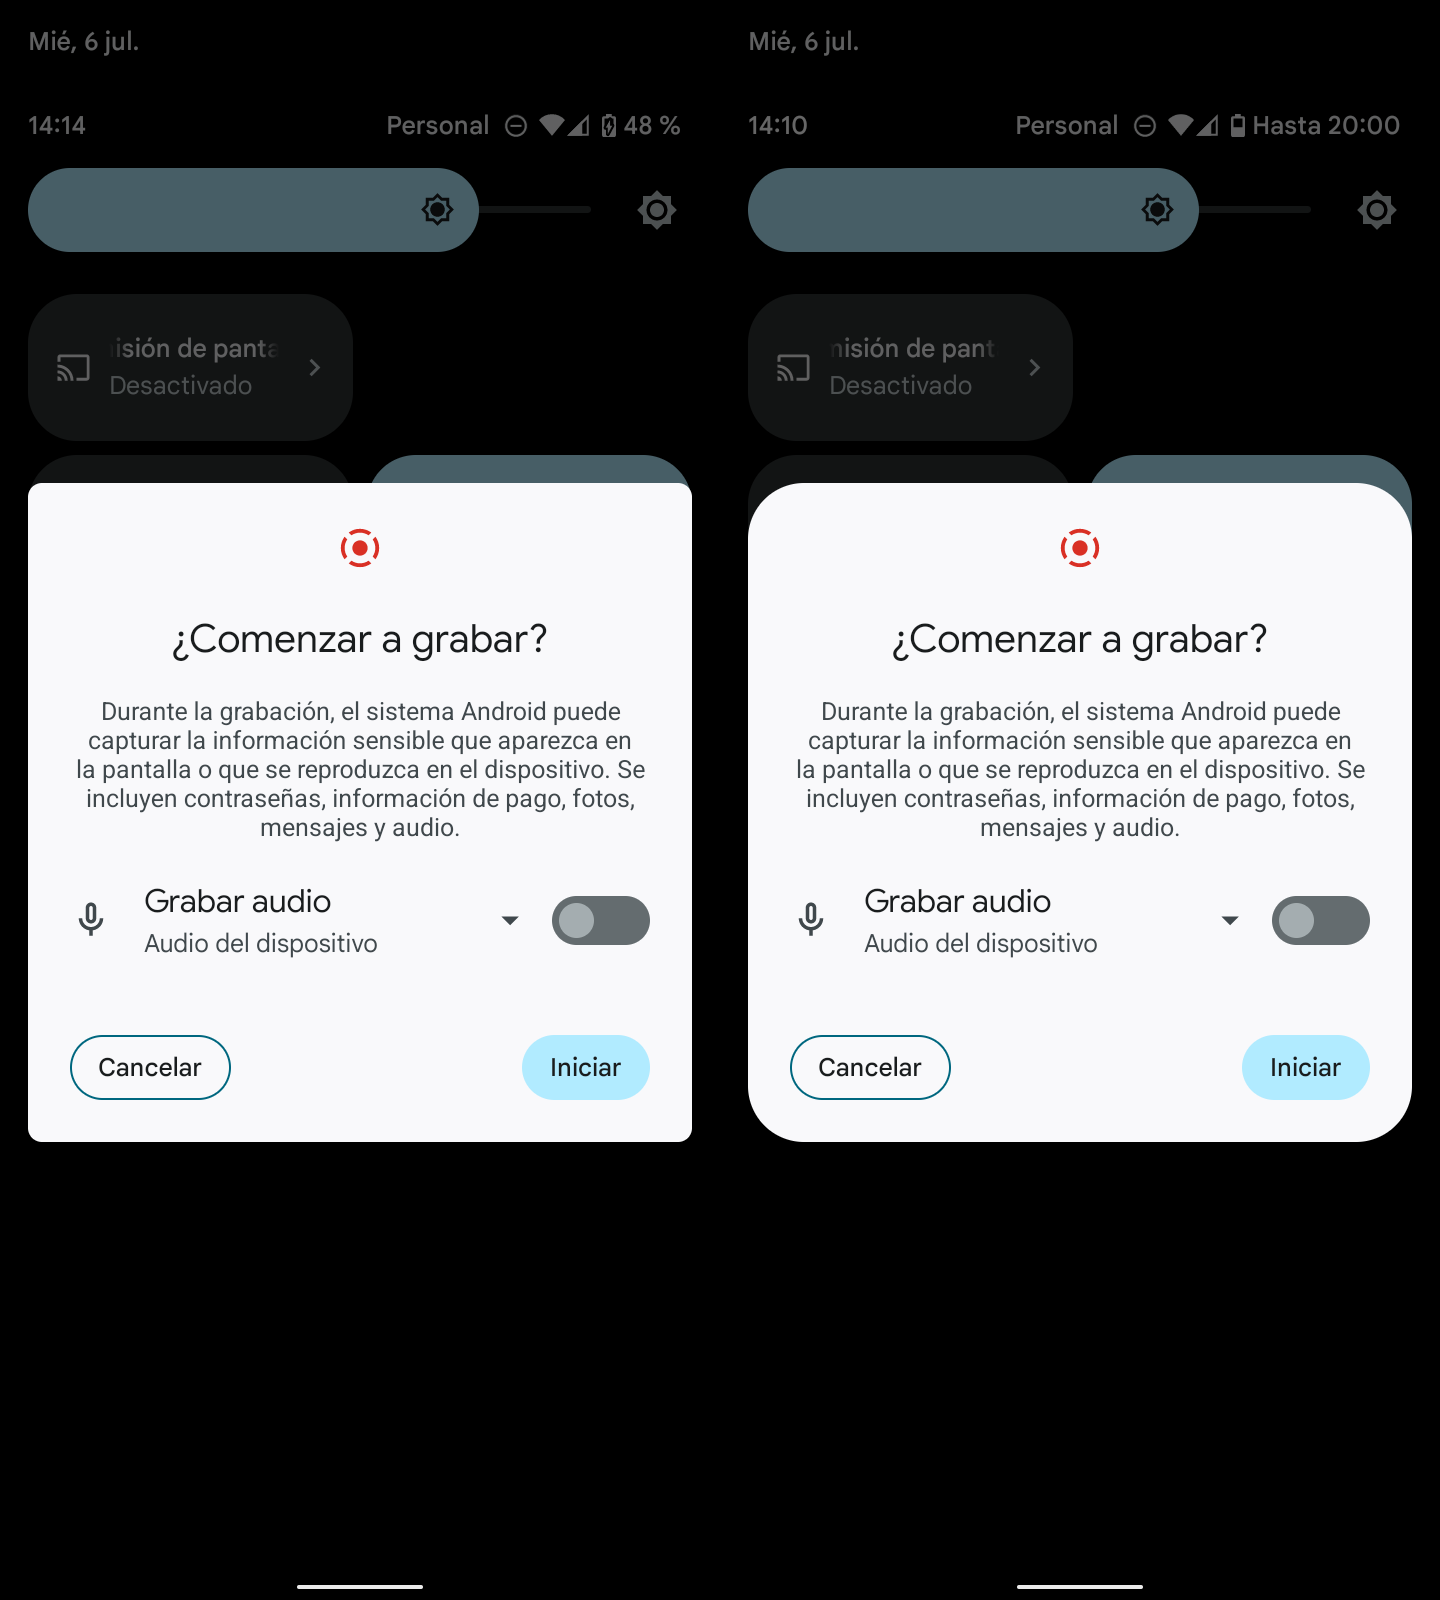 Mié, 6 jul.
14:14 Personal 48 %
isión de panta
Desactivado
¿Comenzar a grabar?
Durante la grabación, el sistema Android puede
capturar la información sensible que aparezca en
la pantalla o que se reproduzca en el dispositivo. Se
incluyen contraseñas, información de pago, fotos,
mensajes y audio.
Grabar audio
Audio del dispositivo
Cancelar
Iniciar
Mié, 6 jul.
14:10 Personal Hasta 20:00
misión de pant
Desactivado
¿Comenzar a grabar?
Durante la grabación, el sistema Android puede
capturar la información sensible que aparezca en
la pantalla o que se reproduzca en el dispositivo. Se
incluyen contraseñas, información de pago, fotos,
mensajes y audio.
Grabar audio
Audio del dispositivo
Cancelar
Iniciar